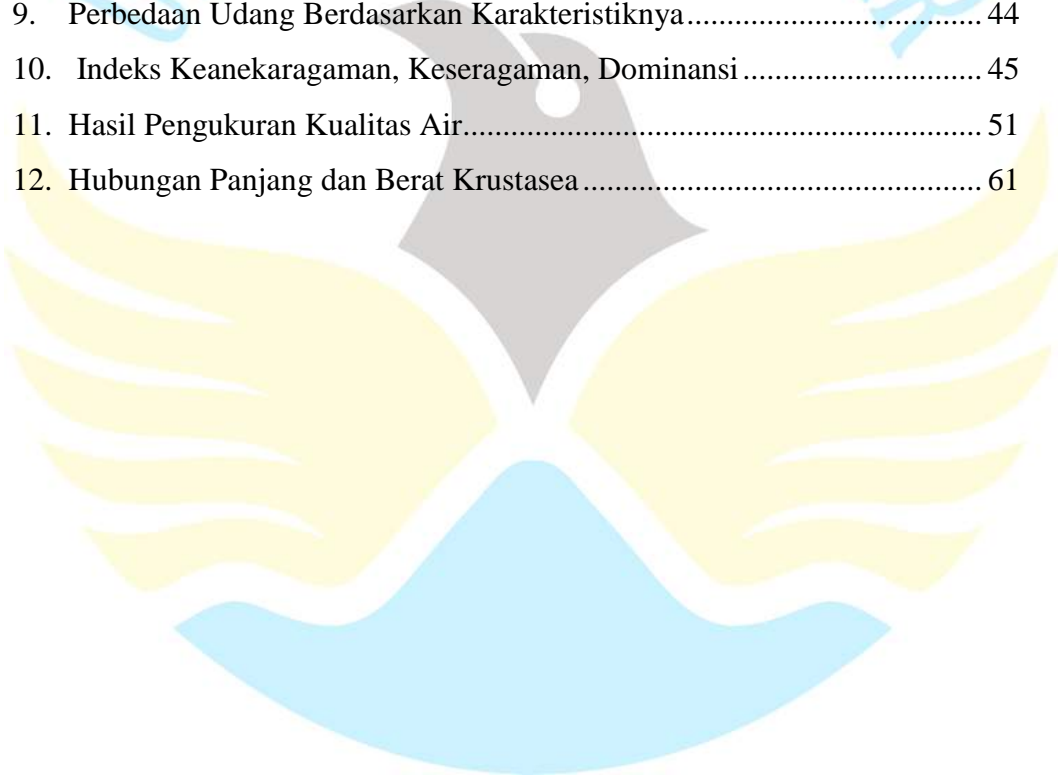 9. Perbedaan Udang Berdasarkan Karakteristiknya.................................. 44
10. Indeks Keanekaragaman, Keseragaman, Dominansi............................ 45
11. Hasil Pengukuran Kualitas Air............................................................... 51
12. Hubungan Panjang dan Berat Krustasea................................................ 61